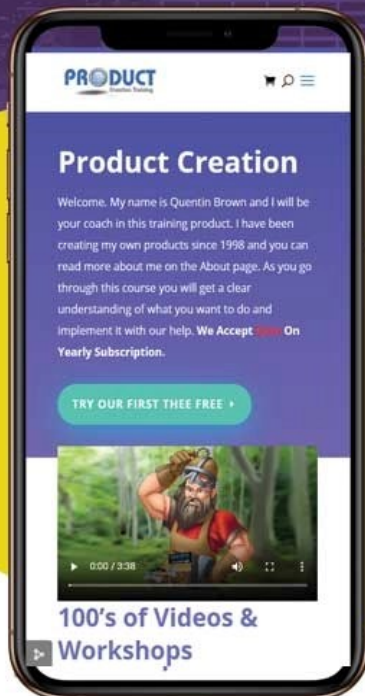 PRODUCT
Creation Training
Product Creation
Welcome. My name is Quentin Brown and I will be
your coach in this training product. I have been
creating my own products since 1998 and you can
read more about me on the About page. As you go
through this course you will get a clear
understanding of what you want to do and
implement it with our help. We Accept On
Yearly Subscription.
TRY OUR FIRST THEE FREE
0:00 / 3:38
100's of Videos &
Workshops